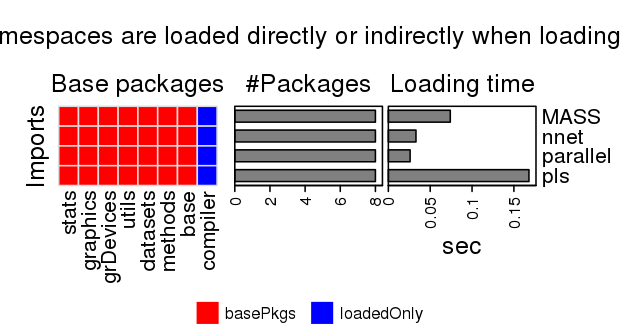 mespaces are loaded directly or indirectly when loading
Base packages #Packages Loading time
Imports
MASS
nnet
parallel
pls
stats
graphics
grDevices
utils
datasets
methods
base
compiler
0 2 4 6 8
0 0.05 0.1 0.15
sec
basePkgs loadedOnly